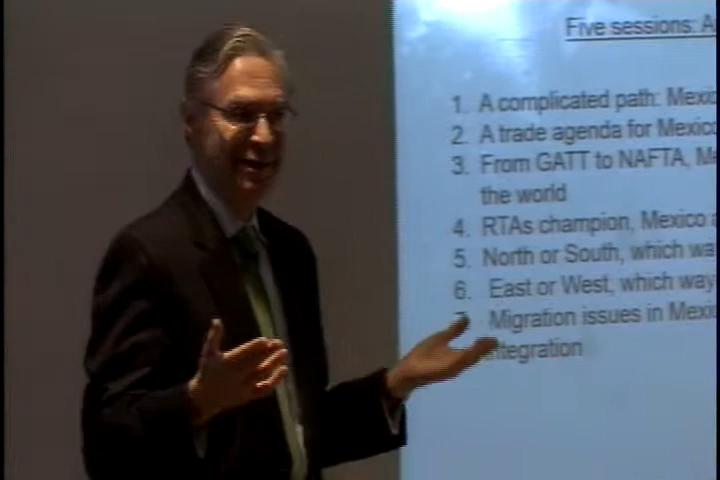 Five sessions: A
1. A complicated path: Mexic
2. A trade agenda for Mexico
3. From GATT to NAFTA, Me
the world
4. RTAs champion, Mexico a
5. North or South, which wa
6. East or West, which way
7. Migration issues in Mexic
integration